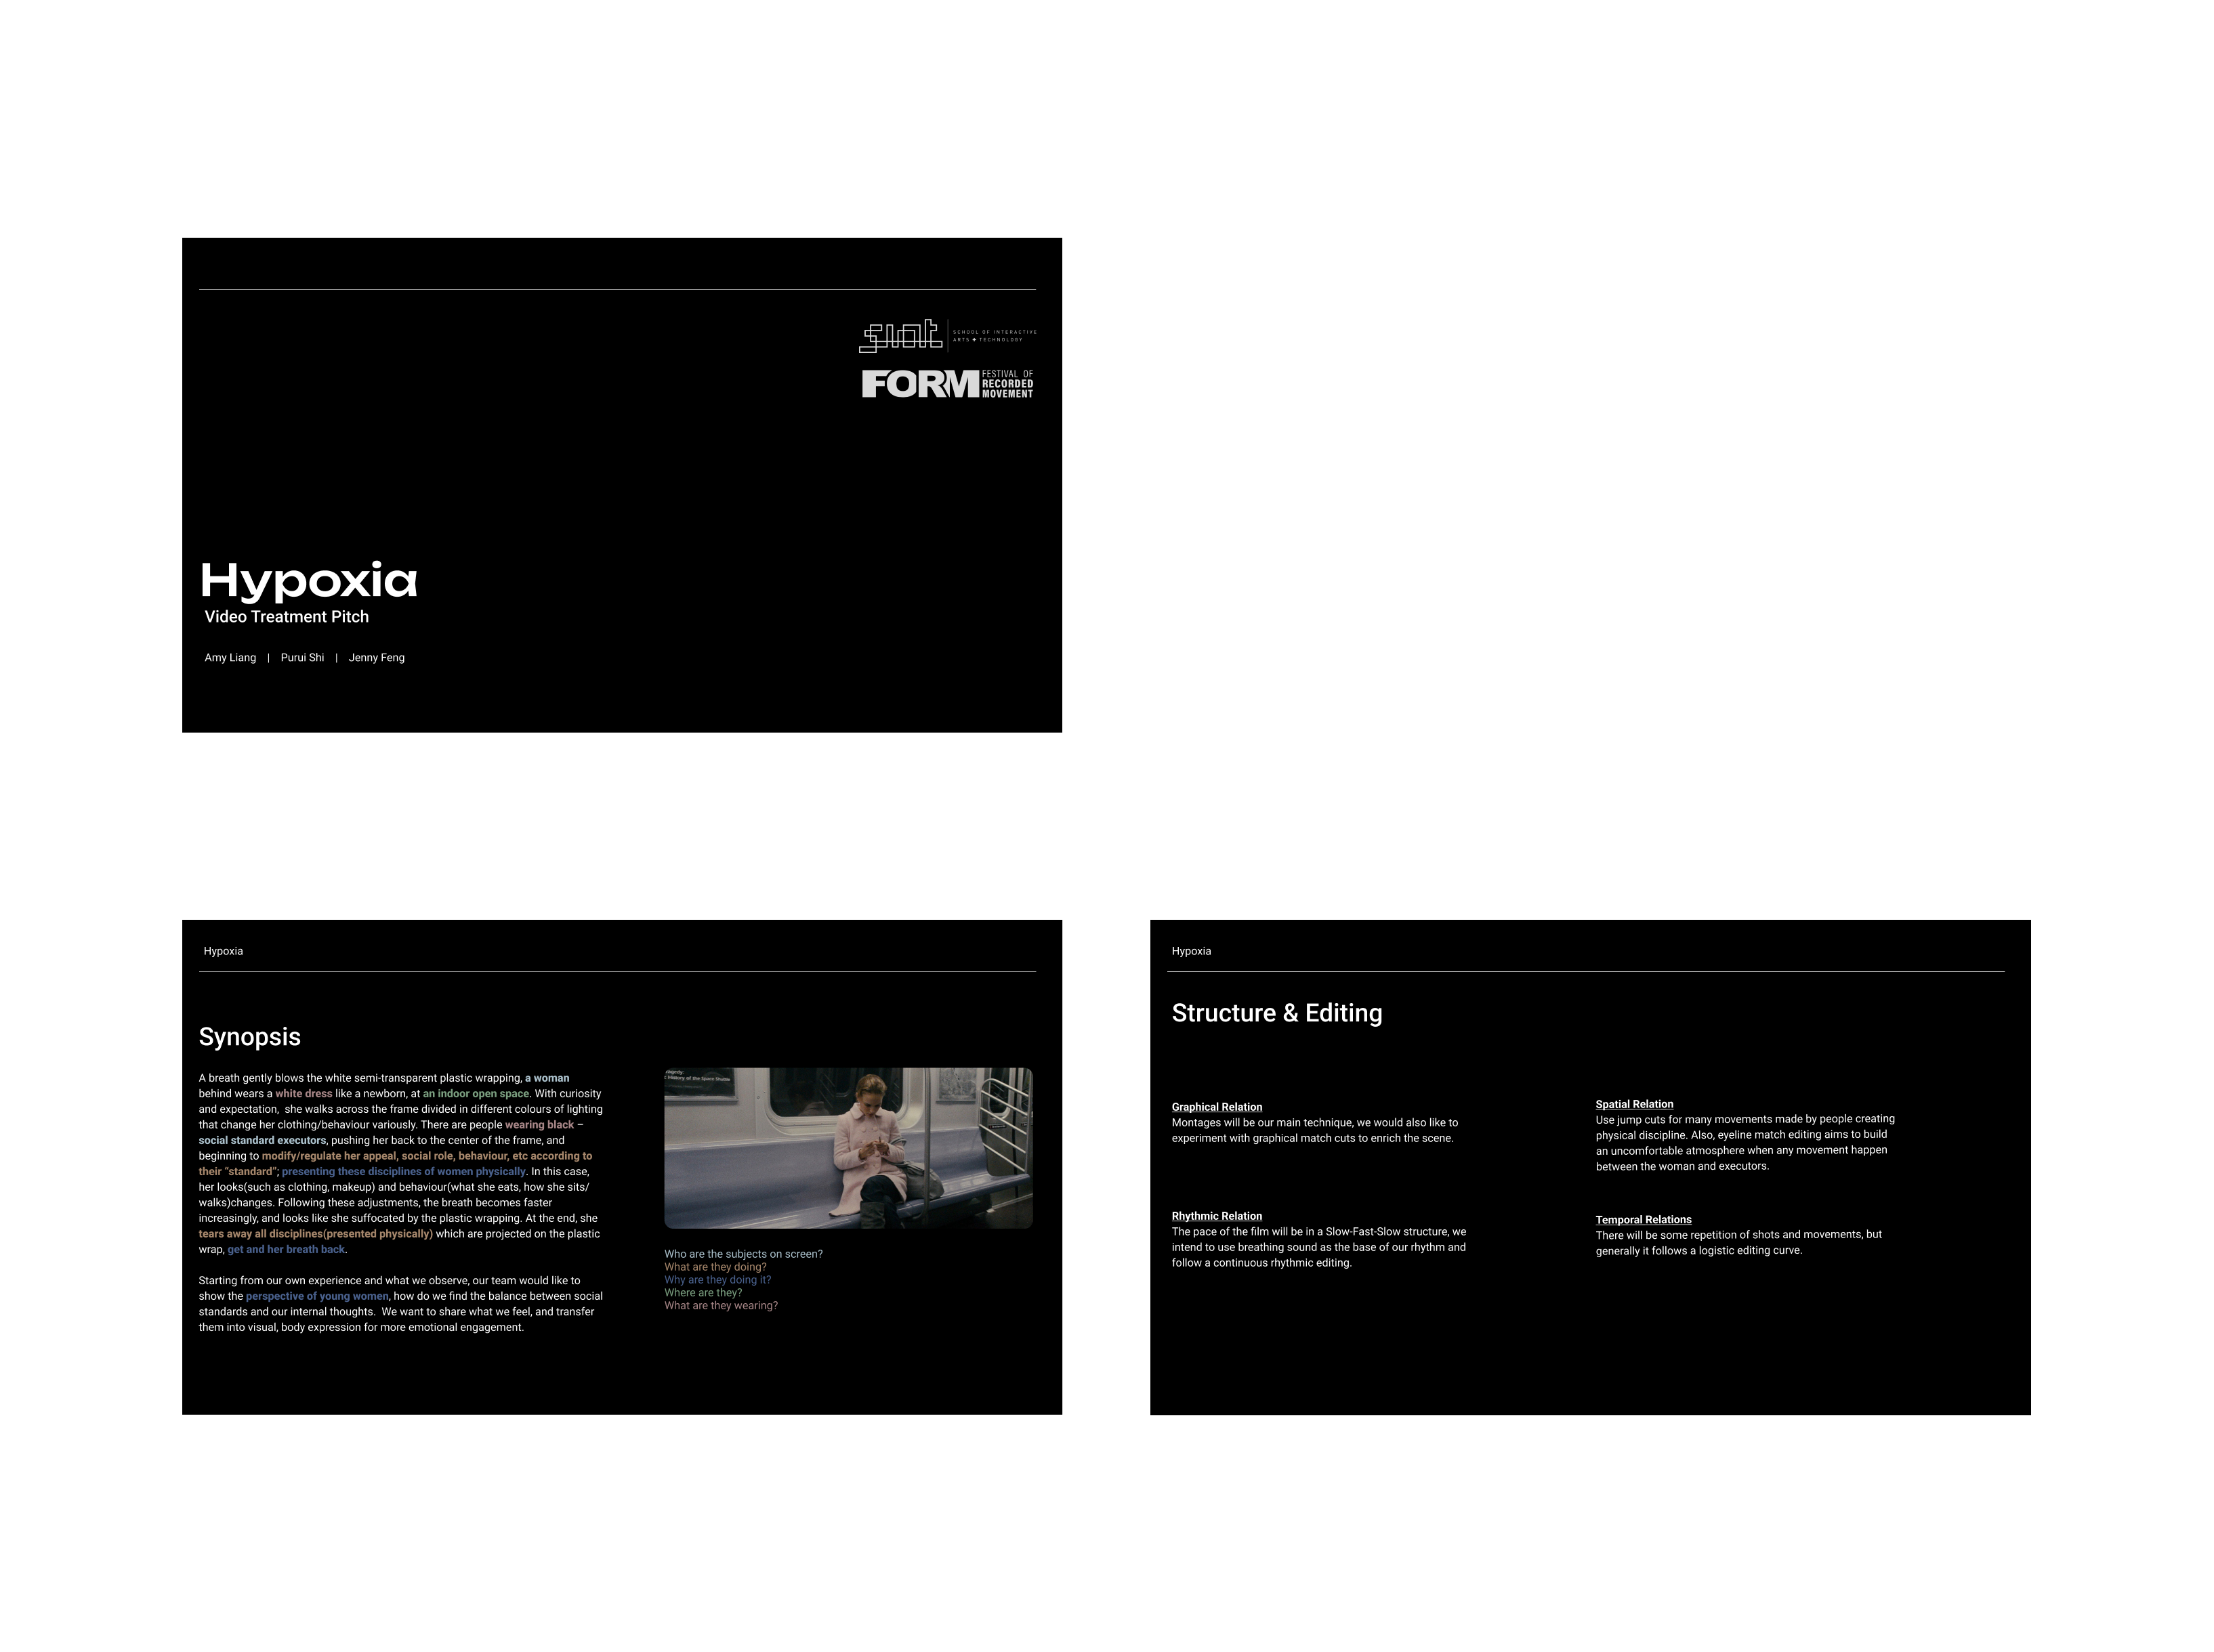 siat
SCHOOL OF INTERACTIVE
ARTS + TECHNOLOGY
FORM
FESTIVAL OF
RECORDED
MOVEMENT
Hypoxia
Video Treatment Pitch
Amy Liang | Purui Shi | Jenny Feng
Hypoxia
Synopsis
A breath gently blows the white semi-transparent plastic wrapping, a woman
behind wears a white dress like a newborn, at an indoor open space. With curiosity
and expectation,  she walks across the frame divided in different colours of lighting
that change her clothing/behaviour variously. There are people wearing black –
social standard executors, pushing her back to the center of the frame, and
beginning to modify/regulate her appeal, social role, behaviour, etc according to
their “standard”; presenting these disciplines of women physically. In this case,
her looks(such as clothing, makeup) and behaviour(what she eats, how she sits/
walks)changes. Following these adjustments, the breath becomes faster
increasingly, and looks like she suffocated by the plastic wrapping. At the end, she
tears away all disciplines(presented physically) which are projected on the plastic
wrap, get and her breath back.
Starting from our own experience and what we observe, our team would like to
show the perspective of young women, how do we find the balance between social
standards and our internal thoughts.  We want to share what we feel, and transfer
them into visual, body expression for more emotional engagement.
History of the Space Shuttle
Who are the subjects on screen?
What are they doing?
Why are they doing it?
Where are they?
What are they wearing?
Hypoxia
Structure & Editing
Graphical Relation
Montages will be our main technique, we would also like to
experiment with graphical match cuts to enrich the scene.
Rhythmic Relation
The pace of the film will be in a Slow-Fast-Slow structure, we
intend to use breathing sound as the base of our rhythm and
follow a continuous rhythmic editing.
Spatial Relation
Use jump cuts for many movements made by people creating
physical discipline. Also, eyeline match editing aims to build
an uncomfortable atmosphere when any movement happen
between the woman and executors.
Temporal Relations
There will be some repetition of shots and movements, but
generally it follows a logistic editing curve.